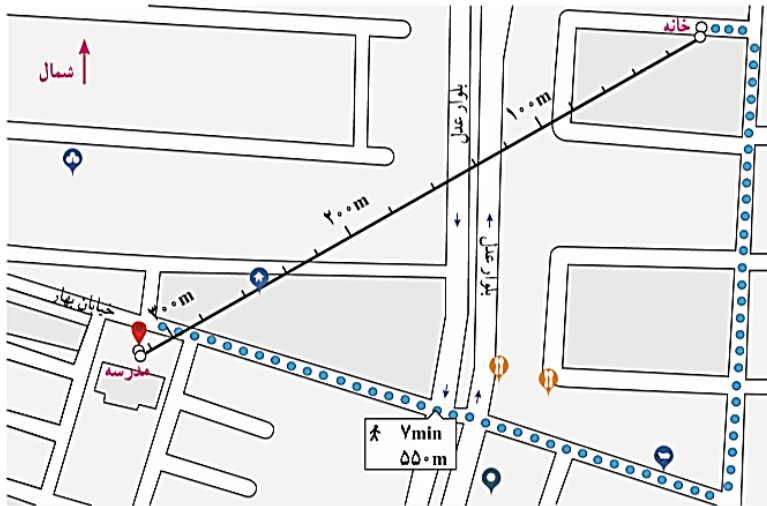 خانه
شمال
۱۰۰m
بلوار عدل
۲۰۰m
بلوار عدل
۳۰۰m
خیابان بهار
مدرسه
۷min
۵۵۰m